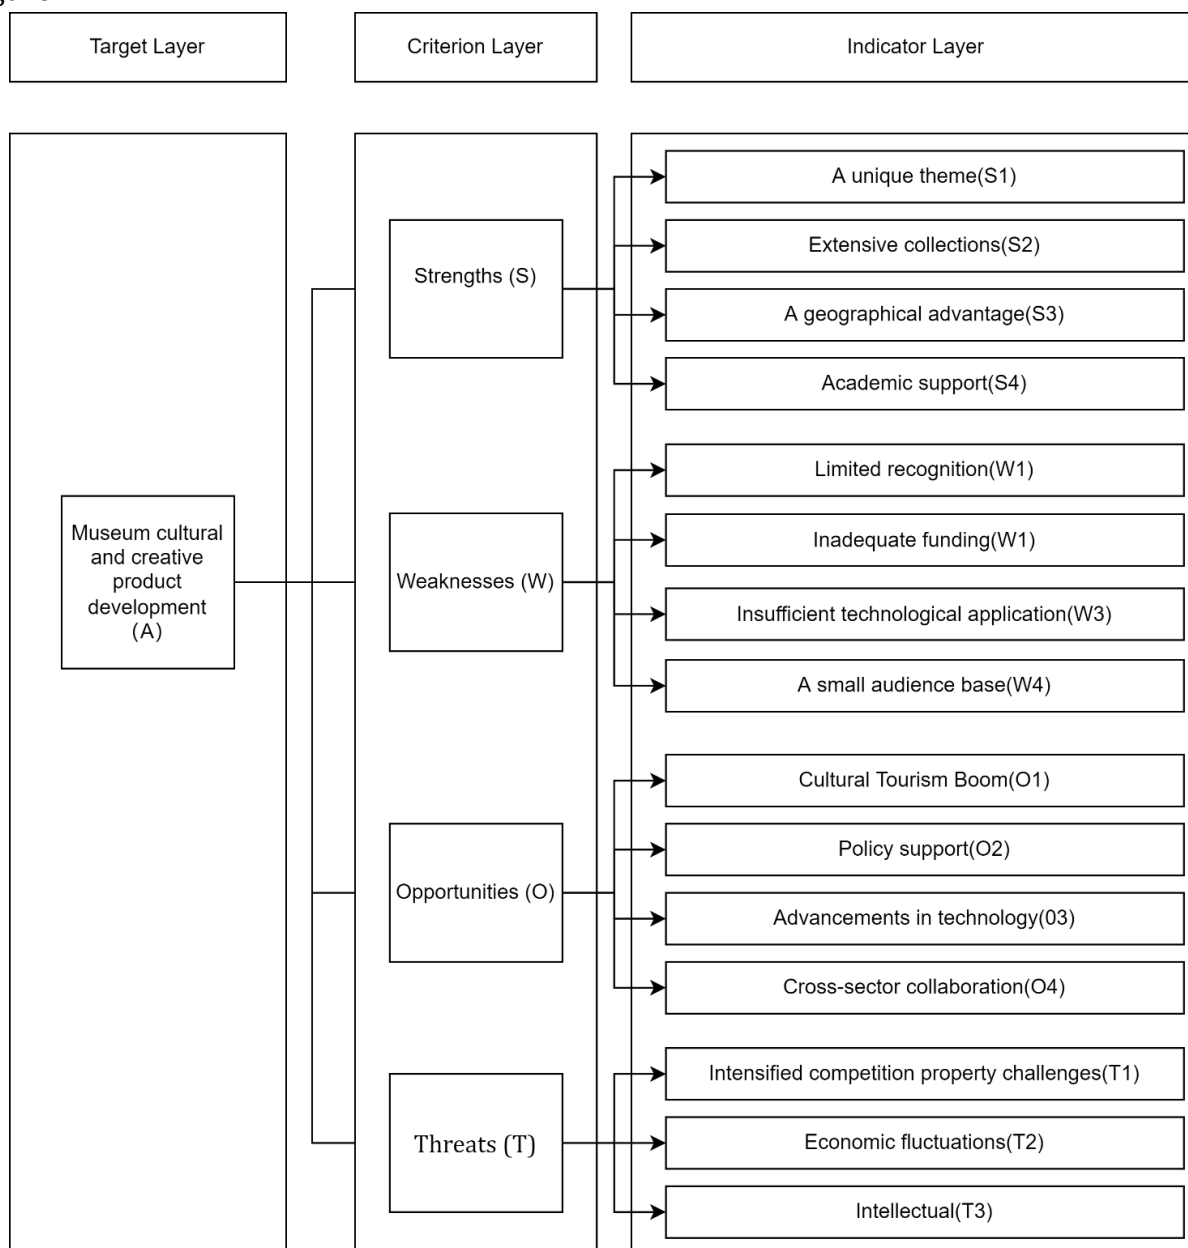 Target Layer
Criterion Layer
Indicator Layer
Museum cultural
and creative
product
development
(A)
Strengths (S)
A unique theme(S1)
Extensive collections(S2)
A geographical advantage(S3)
Academic support(S4)
Weaknesses (W)
Limited recognition(W1)
Inadequate funding(W1)
Insufficient technological application(W3)
A small audience base(W4)
Opportunities (O)
Cultural Tourism Boom(O1)
Policy support(O2)
Advancements in technology(03)
Cross-sector collaboration(O4)
Threats (T)
Intensified competition property challenges(T1)
Economic fluctuations(T2)
Intellectual(T3)